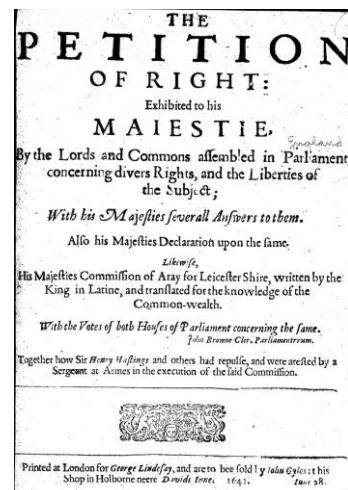 THE
PETITION
OF RIGHT:
Exhibited to his
MAIESTIE,
England
By the Lords and Commons aſſembled in Parliament
concerning divers Rights, and the Liberties of
the Subject;
With his Majeſties ſeverall Anſwers to them.
Alſo his Majeſties Declaration upon the ſame.
Likewiſe,
His Majeſties Commiſſion of Aray for Leiceſter Shire, written by the
King in Latine, and tranſlated for the knowledge of the
Common-wealth.
With the Votes of both Houſes of Parliament concerning the ſame.
John Browne Cler. Parliamentrrum.
Together how Sir Henry Haſtings and others had repulſe, and were areſted by a
Sergeant at Armes in the execution of the ſaid Commiſſion.
Printed at London for George Lindeſay, and are to bee ſold by Iohn Gyles at his
Shop in Holborne neere Davids Inne. 1642. Iune 28.